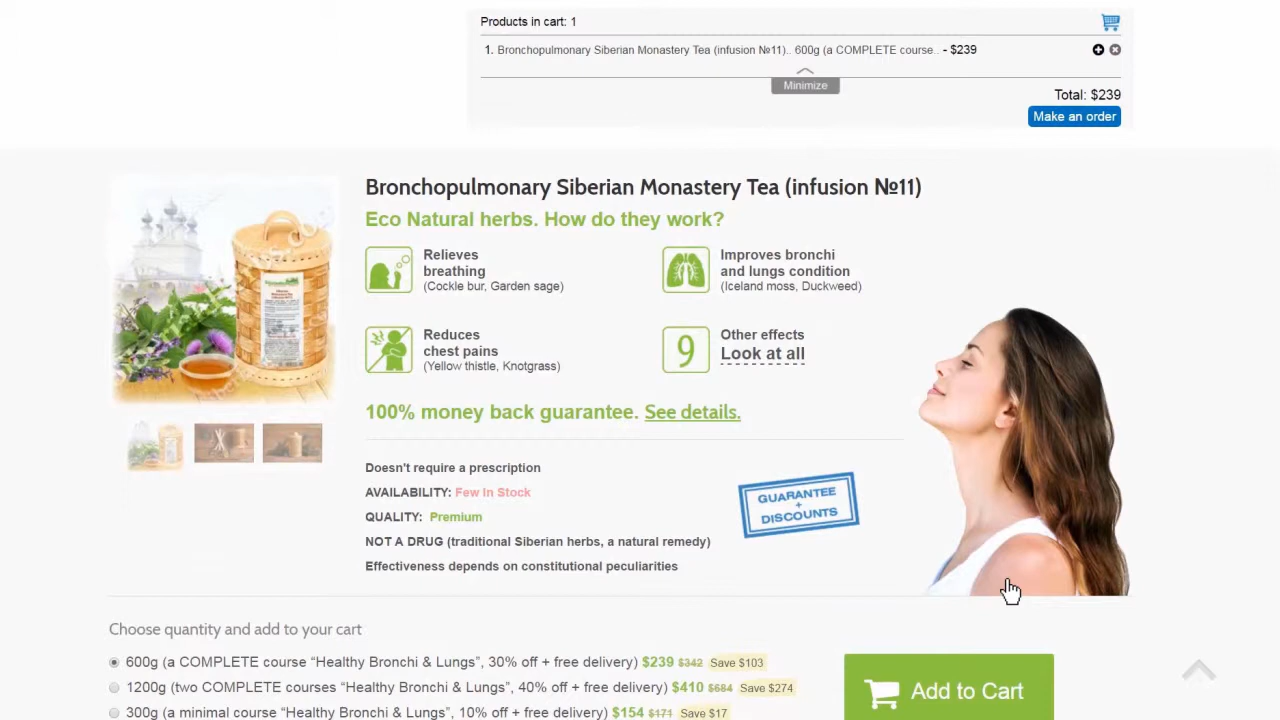 Products in cart: 1
1. Bronchopulmonary Siberian Monastery Tea (infusion №11).. 600g (a COMPLETE course.. - $239
Minimize
Total: $239
Make an order
Bronchopulmonary Siberian Monastery Tea (infusion №11)
Eco Natural herbs. How do they work?
Relieves
breathing
(Cockle bur, Garden sage)
Improves bronchi
and lungs condition
(Iceland moss, Duckweed)
Reduces
chest pains
(Yellow thistle, Knotgrass)
9
Other effects
Look at all
100% money back guarantee. See details.
Doesn't require a prescription
AVAILABILITY: Few In Stock
QUALITY: Premium
NOT A DRUG (traditional Siberian herbs, a natural remedy)
Effectiveness depends on constitutional peculiarities
GUARANTEE
+
DISCOUNTS
Choose quantity and add to your cart
600g (a COMPLETE course “Healthy Bronchi & Lungs”, 30% off + free delivery) $239 $342 Save $103
1200g (two COMPLETE courses “Healthy Bronchi & Lungs”, 40% off + free delivery) $410 $684 Save $274
300g (a minimal course “Healthy Bronchi & Lungs”, 10% off + free delivery) $154 $171 Save $17
Add to Cart